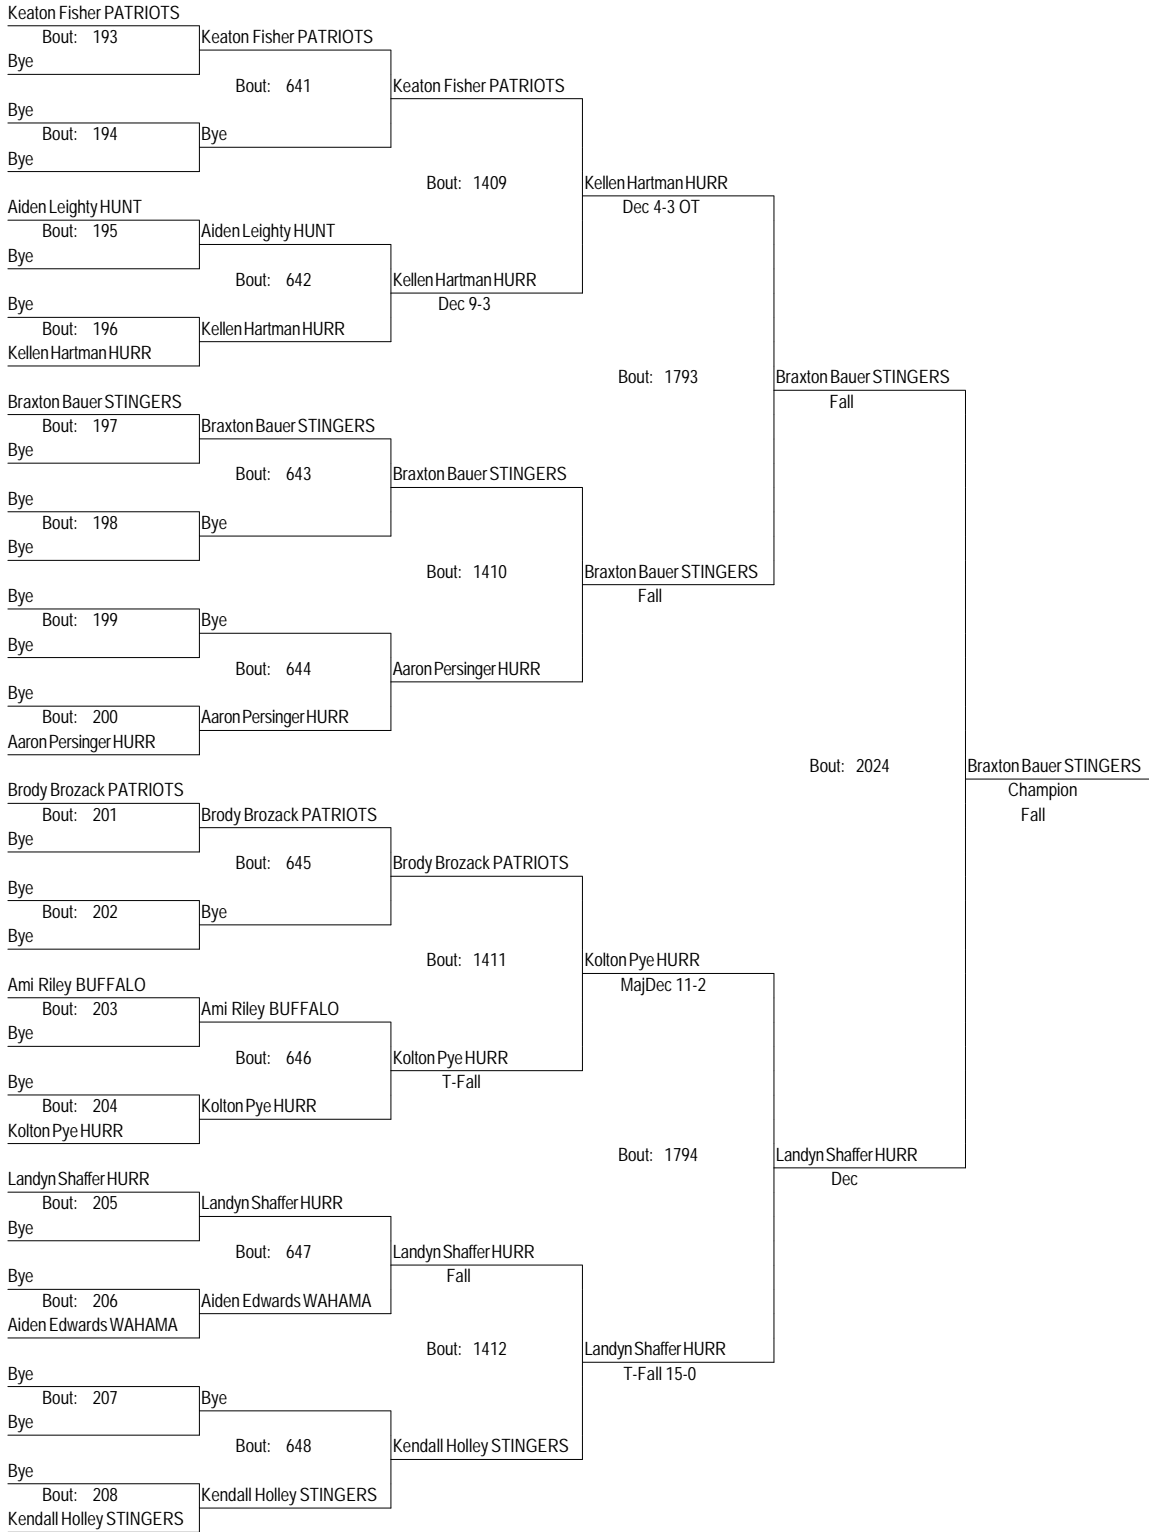 Keaton Fisher PATRIOTS
Bout: 193
Keaton Fisher PATRIOTS
Bye
Bout: 641
Keaton Fisher PATRIOTS
Bye
Bout: 194
Bye
Bye
Bout: 1409
Kellen Hartman HURR
Dec 4-3 OT
Aiden Leighty HUNT
Bout: 195
Aiden Leighty HUNT
Bye
Bout: 642
Kellen Hartman HURR
Dec 9-3
Bye
Bout: 196
Kellen Hartman HURR
Kellen Hartman HURR
Bout: 1793
Braxton Bauer STINGERS
Fall
Braxton Bauer STINGERS
Bout: 197
Braxton Bauer STINGERS
Bye
Bout: 643
Braxton Bauer STINGERS
Bye
Bout: 198
Bye
Bye
Bout: 1410
Braxton Bauer STINGERS
Fall
Bye
Bout: 199
Bye
Bye
Bout: 644
Aaron Persinger HURR
Bye
Bout: 200
Aaron Persinger HURR
Aaron Persinger HURR
Bout: 2024
Braxton Bauer STINGERS
Champion
Fall
Brody Brozack PATRIOTS
Bout: 201
Brody Brozack PATRIOTS
Bye
Bout: 645
Brody Brozack PATRIOTS
Bye
Bout: 202
Bye
Bye
Bout: 1411
Kolton Pye HURR
MajDec 11-2
Ami Riley BUFFALO
Bout: 203
Ami Riley BUFFALO
Bye
Bout: 646
Kolton Pye HURR
T-Fall
Bye
Bout: 204
Kolton Pye HURR
Kolton Pye HURR
Bout: 1794
Landyn Shaffer HURR
Dec
Landyn Shaffer HURR
Bout: 205
Landyn Shaffer HURR
Bye
Bout: 647
Landyn Shaffer HURR
Fall
Bye
Bout: 206
Aiden Edwards WAHAMA
Aiden Edwards WAHAMA
Bout: 1412
Landyn Shaffer HURR
T-Fall 15-0
Bye
Bout: 207
Bye
Bye
Bout: 648
Kendall Holley STINGERS
Bye
Bout: 208
Kendall Holley STINGERS
Kendall Holley STINGERS